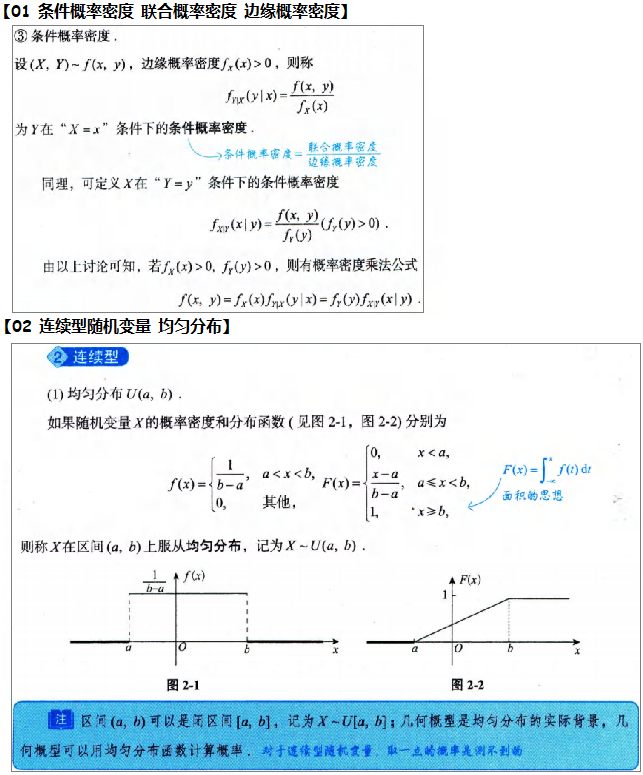 【01 条件概率密度 联合概率密度 边缘概率密度】
③ 条件概率密度．
设(X, Y)~f(x, y)，边缘概率密度f_X(x)>0，则称
f_{Y|X}(y|x)=\frac{f(x, y)}{f_X(x)}
为Y在“X=x”条件下的条件概率密度．
条件概率密度=\frac{联合概率密度}{边缘概率密度}
同理，可定义X在“Y=y”条件下的条件概率密度
f_{X|Y}(x|y)=\frac{f(x, y)}{f_Y(y)}(f_Y(y)>0)．
由以上讨论可知，若f_X(x)>0, f_Y(y)>0，则有概率密度乘法公式
f(x, y)=f_X(x)f_{Y|X}(y|x)=f_Y(y)f_{X|Y}(x|y)．
【02 连续型随机变量 均匀分布】
2 连续型
(1) 均匀分布U(a, b)．
如果随机变量X的概率密度和分布函数(见图2-1，图2-2)分别为
f(x)=\begin{cases}\frac{1}{b-a}, & a<x<b,\\0, & 其他,\end{cases} F(x)=\begin{cases}0, & x<a,\\\frac{x-a}{b-a}, & a≤x<b,\\1, & x≥b,\end{cases}
F(x)=\int_{-∞}^{x} f(t) dt
面积的思想
则称X在区间(a, b)上服从均匀分布，记为X~U(a, b)．
\frac{1}{b-a} f(x)
a O b x
图2-1
F(x)
1
a O b x
图2-2
注 区间(a, b)可以是闭区间[a, b]，记为X~U[a, b]；几何概型是均匀分布的实际背景，几
何概型可以用均匀分布函数计算概率．对于连续型随机变量，取一点的概率是测不到的